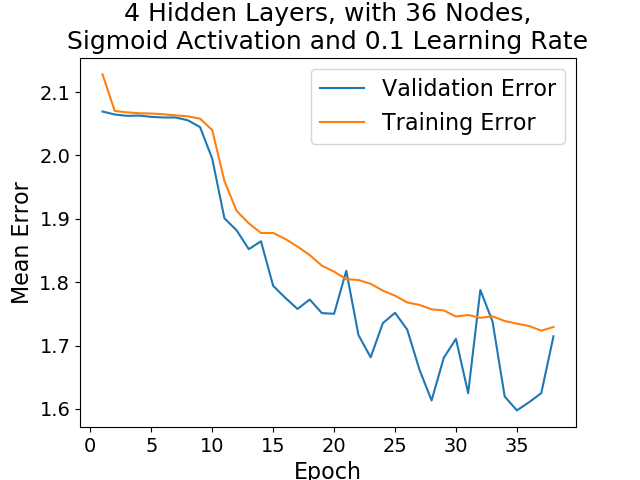 4 Hidden Layers, with 36 Nodes,
Sigmoid Activation and 0.1 Learning Rate
Validation Error
Training Error
Mean Error
2.1
2.0
1.9
1.8
1.7
1.6
0 5 10 15 20 25 30 35
Epoch